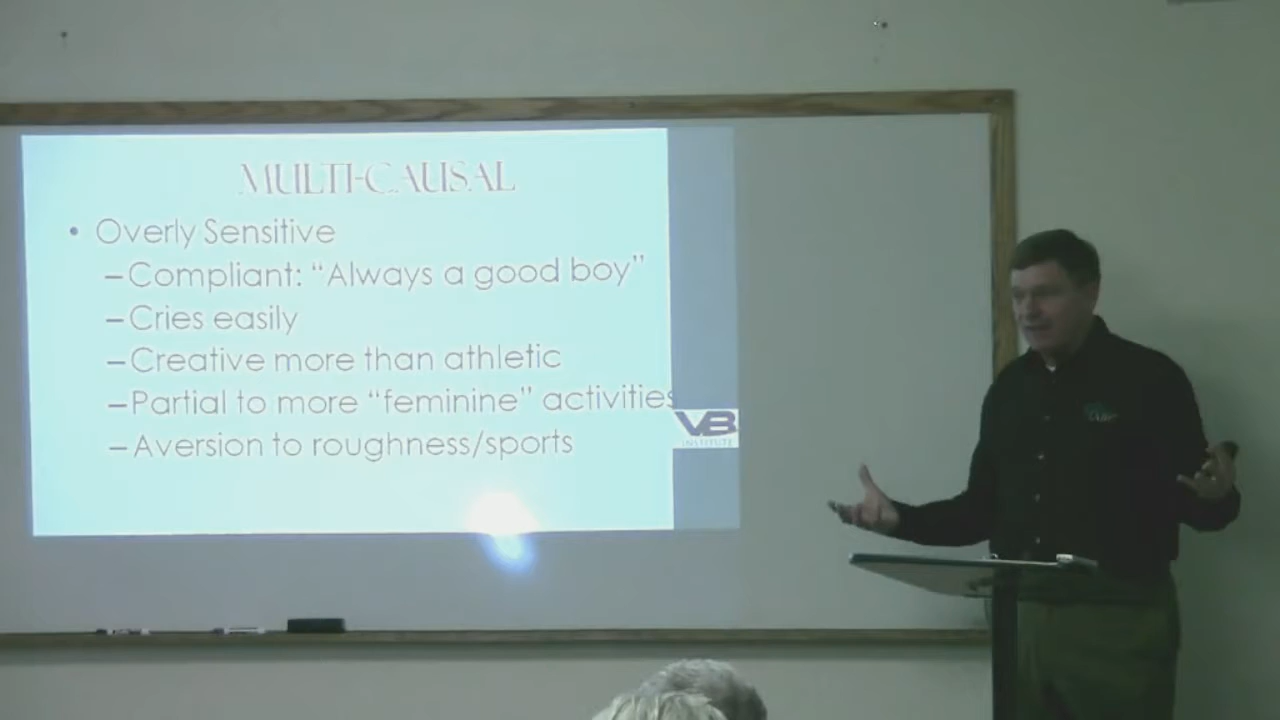 MULTI-CAUSAL
• Overly Sensitive
–Compliant: “Always a good boy”
–Cries easily
–Creative more than athletic
–Partial to more “feminine” activities
–Aversion to roughness/sports
VB
INSTITUTE